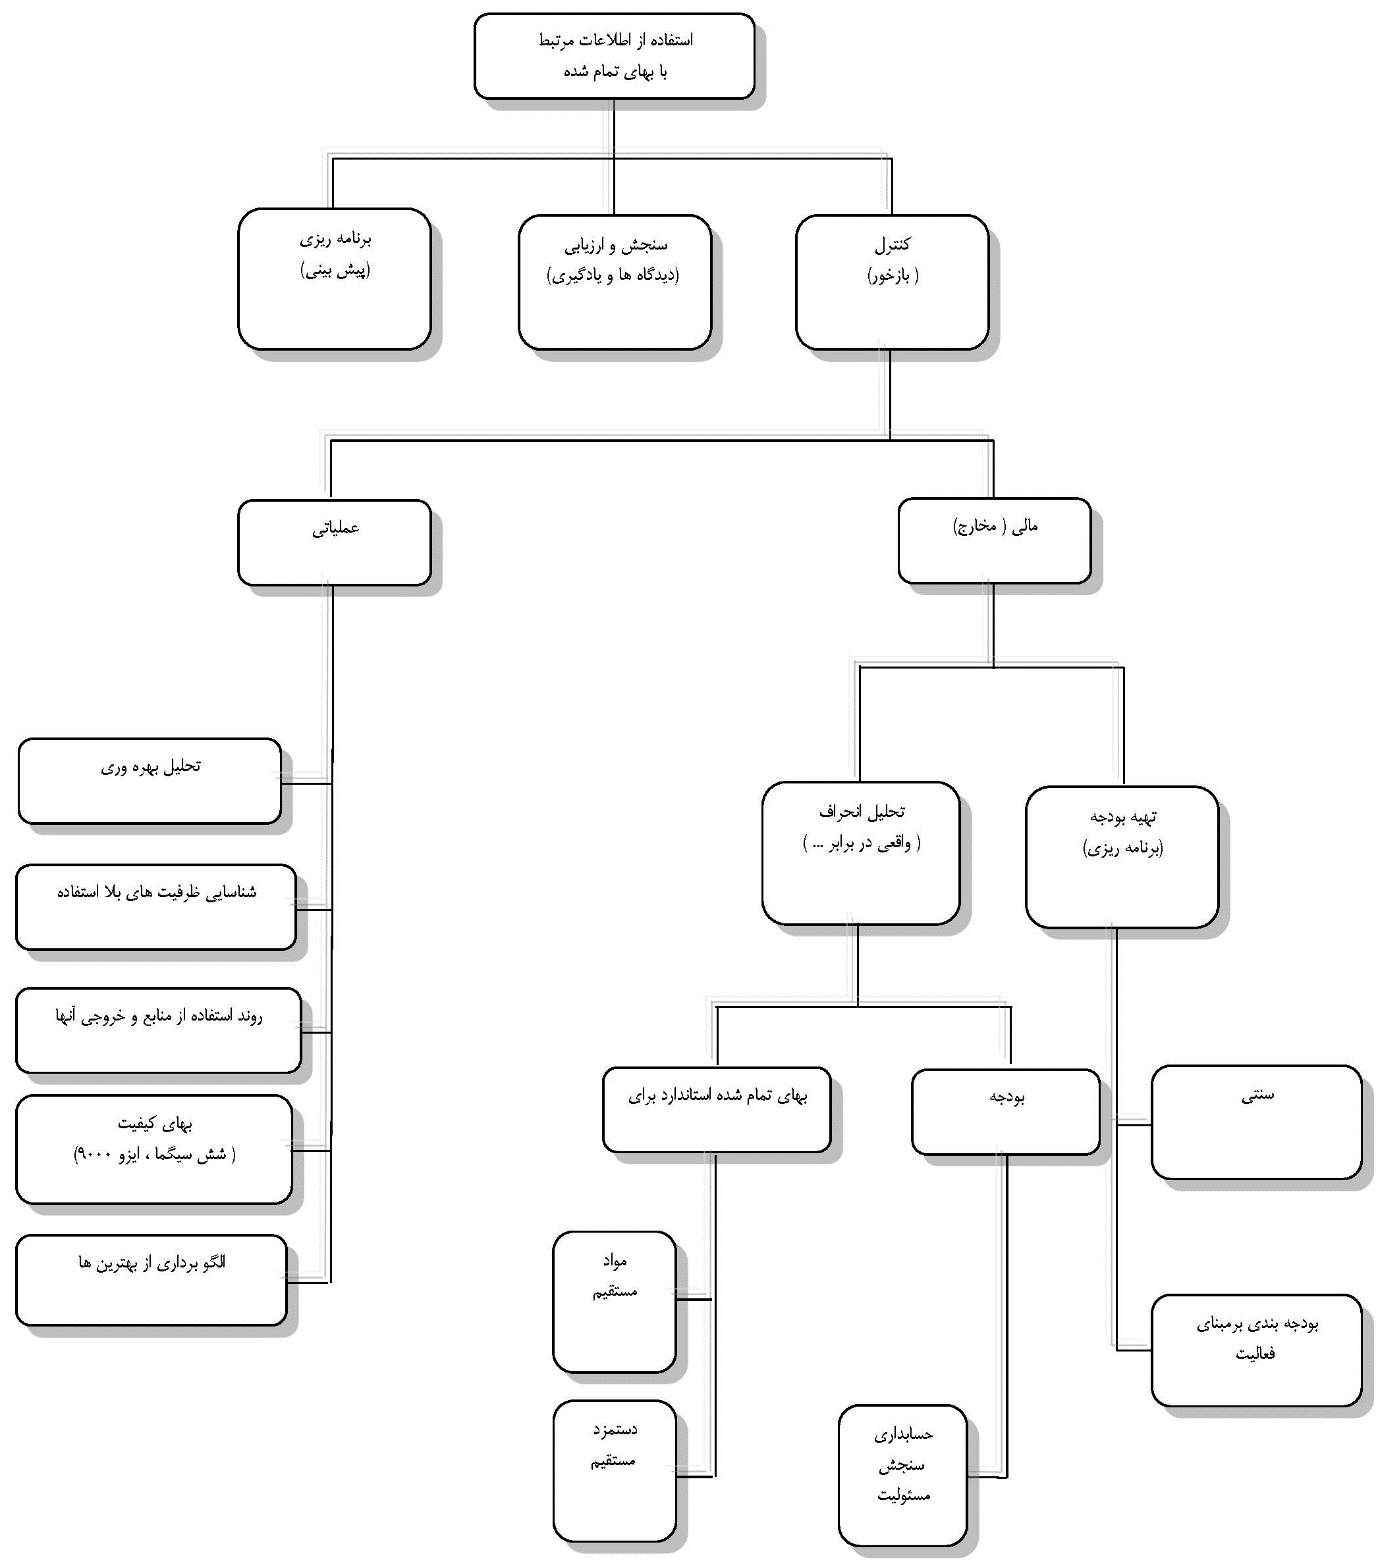 استفاده از اطلاعات مرتبط
با بهای تمام شده
کنترل
( بازخور)
سنجش و ارزیابی
(دیدگاه ها و یادگیری)
برنامه ریزی
(پیش بینی)
مالی ( مخارج)
عملیاتی
تهیه بودجه
(برنامه ریزی)
تحلیل انحراف
( واقعی در برابر ... )
تحلیل بهره وری
شناسایی ظرفیت های بلا استفاده
روند استفاده از منابع و خروجی آنها
بهای کیفیت
( شش سیگما ، ایزو ۹۰۰۰)
الگو برداری از بهترین ها
سنتی
بودجه
بهای تمام شده استاندارد برای
بودجه بندی برمبنای
فعالیت
مواد
مستقیم
دستمزد
مستقیم
حسابداری
سنجش
مسئولیت